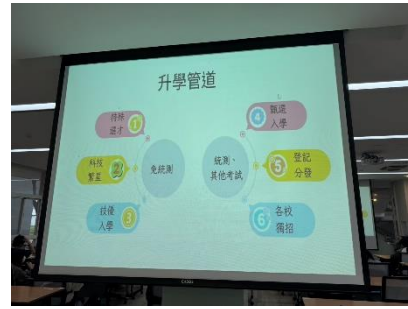 升學管道
特殊
選才
1
科技
繁星
2
技優
入學
3
免統測
統測、
其他考試
4
甄選
入學
5
登記
分發
6
各校
獨招